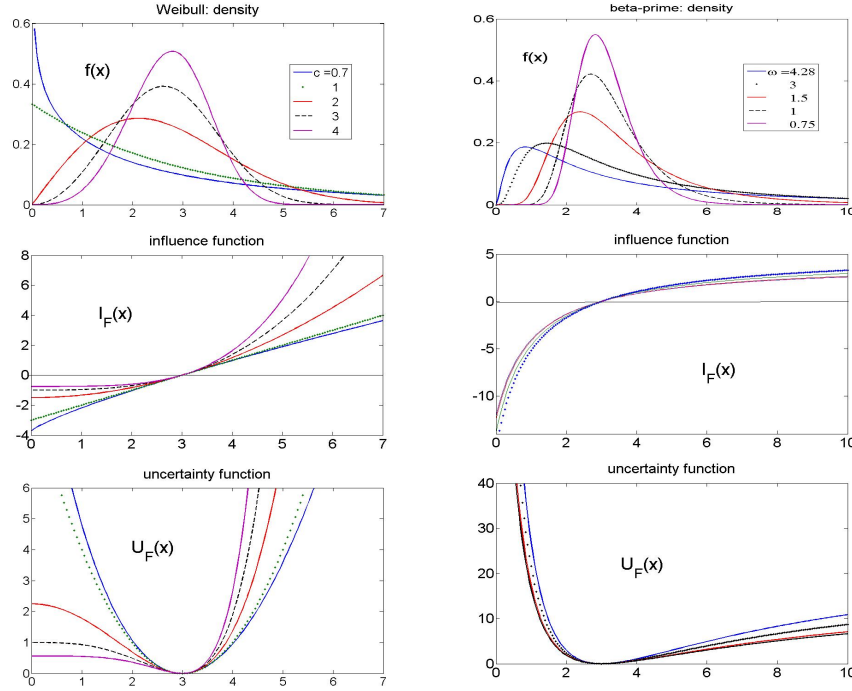 Weibull: density
0.6
0.4
0.2
0
f(x)
c =0.7
1
2
3
4
0 1 2 3 4 5 6 7
influence function
8
6
4
2
0
-2
-4
I_F(x)
0 1 2 3 4 5 6 7
uncertainty function
6
5
4
3
2
1
0
U_F(x)
0 1 2 3 4 5 6 7
beta-prime: density
0.6
0.4
0.2
0
f(x)
ω =4.28
3
1.5
1
0.75
0 2 4 6 8 10
influence function
5
0
-5
-10
I_F(x)
0 2 4 6 8 10
uncertainty function
40
30
20
10
0
U_F(x)
0 2 4 6 8 10